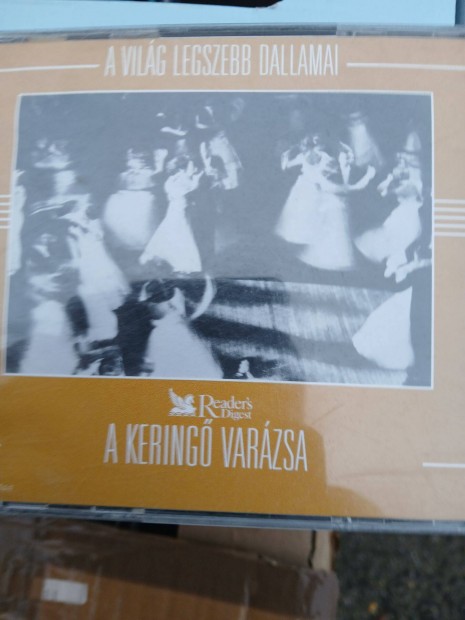 A VILÁG LEGSZEBB DALLAMAI
Reader's
Digest
A KERINGŐ VARÁZSA